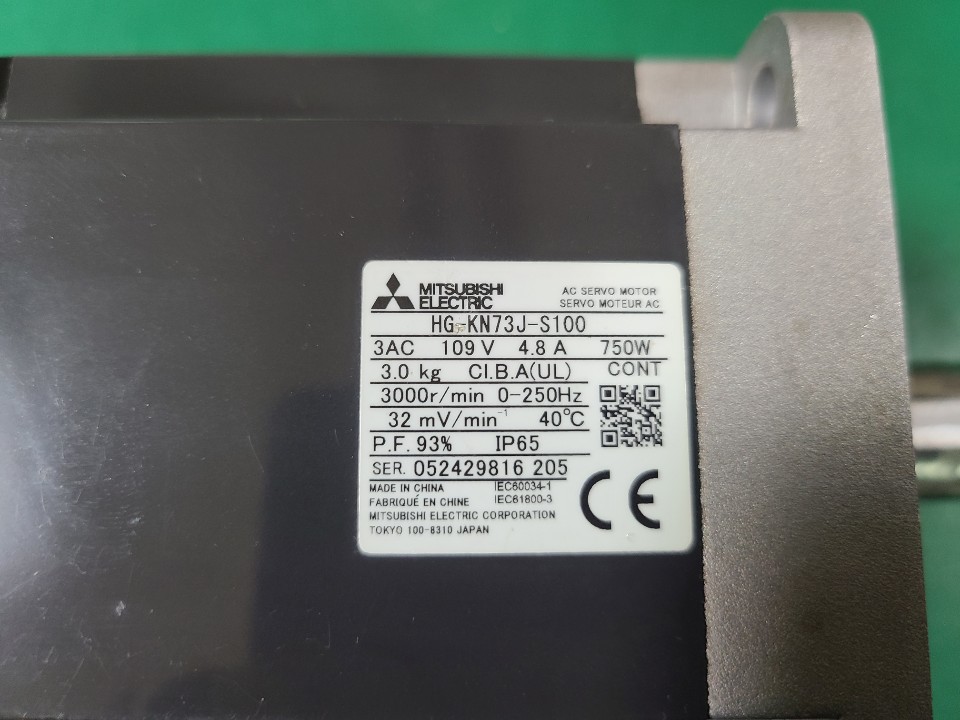 MITSUBISHI
ELECTRIC
AC SERVO MOTOR
SERVO MOTEUR AC
HG-KN73J-S100
3AC 109 V 4.8 A 750W
3.0 kg CI.B.A(UL) CONT
3000r/min 0-250Hz
32 mV/min⁻¹ 40℃
P.F. 93% IP65
SER. 052429816 205
MADE IN CHINA IEC60034-1
FABRIQUÉ EN CHINE IEC61800-3
MITSUBISHI ELECTRIC CORPORATION
TOKYO 100-8310 JAPAN
CE